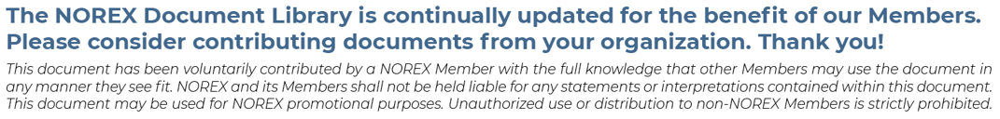 The NOREX Document Library is continually updated for the benefit of our Members.
Please consider contributing documents from your organization. Thank you!
This document has been voluntarily contributed by a NOREX Member with the full knowledge that other Members may use the document in
any manner they see fit. NOREX and its Members shall not be held liable for any statements or interpretations contained within this document.
This document may be used for NOREX promotional purposes. Unauthorized use or distribution to non-NOREX Members is strictly prohibited.